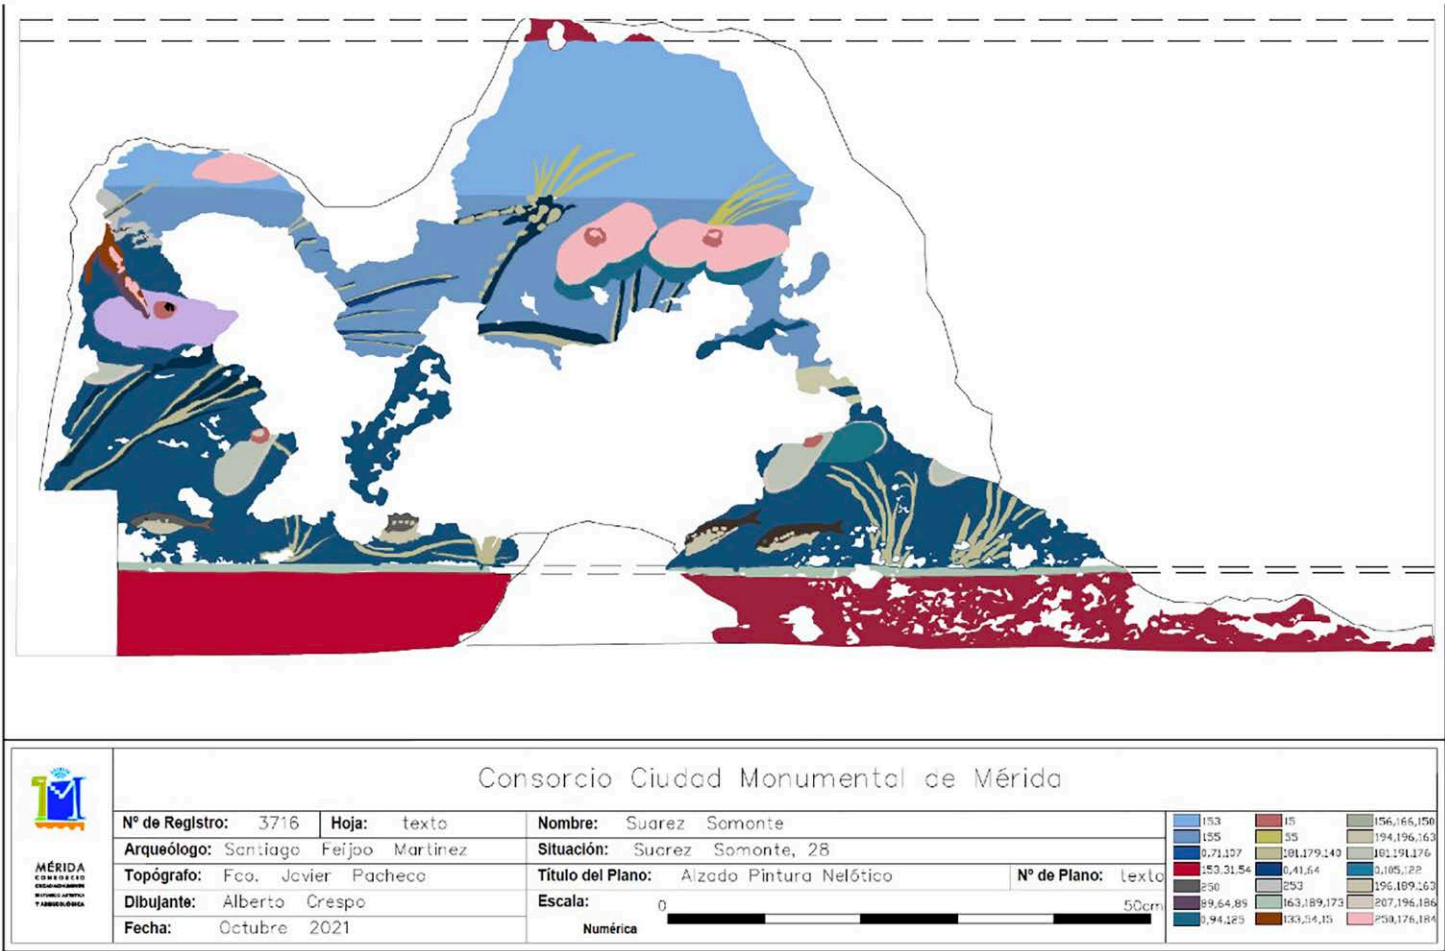 Consorcio Ciudad Monumental de Mérida
Nº de Registro: 3716 Hoja: texto Nombre: Suarez Somonte
Arqueólogo: Santiago Feijoo Martinez Situación: Suarez Somonte, 28
Topógrafo: Fco. Javier Pacheco Título del Plano: Alzado Pintura Nelótico Nº de Plano: texto
Dibujante: Alberto Crespo Escala: 0 50cm
Fecha: Octubre 2021 Numérica
MÉRIDA
CONSORCIO
153 15 156,166,150
155 55 194,196,163
0,71,107 181,179,140 181,191,176
153,31,54 0,41,64 0,105,122
250 253 196,189,163
89,64,89 163,189,173 207,196,186
0,94,125 133,54,15 250,176,184